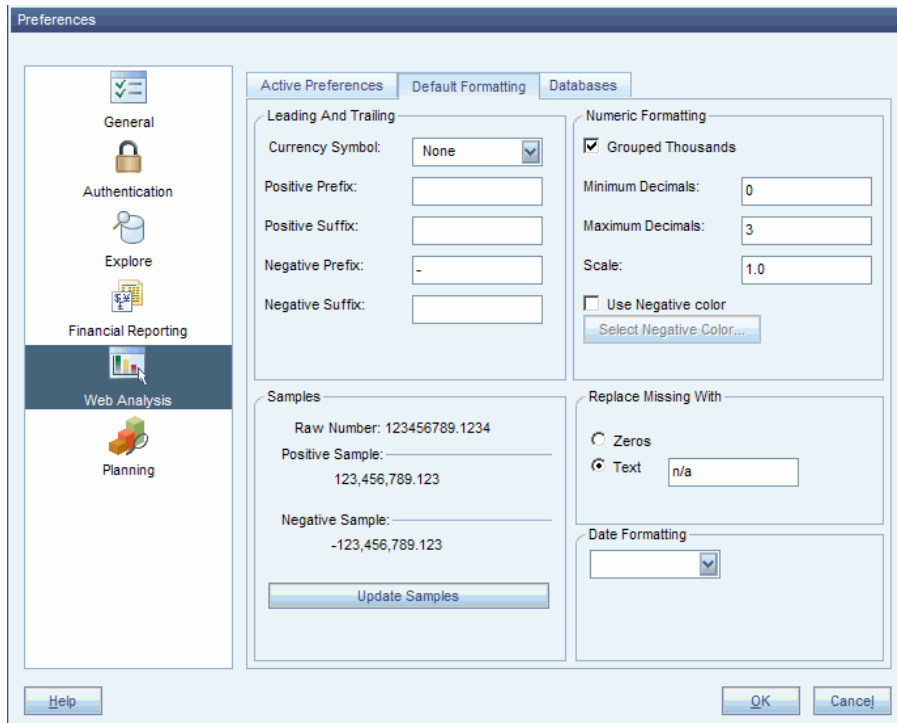 Preferences
General
Authentication
Explore
Financial Reporting
Web Analysis
Planning
Active Preferences Default Formatting Databases
Leading And Trailing
Currency Symbol: None
Positive Prefix:
Positive Suffix:
Negative Prefix: -
Negative Suffix:
Numeric Formatting
Grouped Thousands
Minimum Decimals: 0
Maximum Decimals: 3
Scale: 1.0
Use Negative color
Select Negative Color...
Samples
Raw Number: 123456789.1234
Positive Sample:
123,456,789.123
Negative Sample:
-123,456,789.123
Update Samples
Replace Missing With
Zeros
Text n/a
Date Formatting
Help OK Cancel